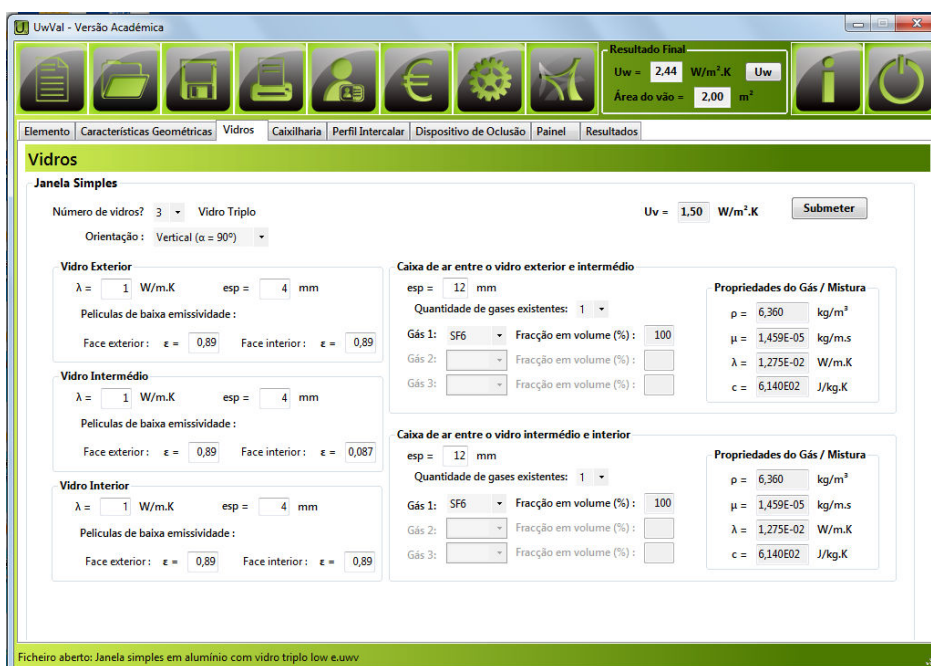 UwVal - Versão Académica
Resultado Final
Uw = 2,44 W/m².K Uw
Área do vão = 2,00 m²
Elemento Características Geométricas Vidros Caixilharia Perfil Intercalar Dispositivo de Oclusão Painel Resultados
Vidros
Janela Simples
Número de vidros? 3 Vidro Triplo
Uv = 1,50 W/m².K Submeter
Orientação : Vertical (α = 90º)
Vidro Exterior
λ = 1 W/m.K esp = 4 mm
Peliculas de baixa emissividade :
Face exterior : ε = 0,89 Face interior : ε = 0,89
Vidro Intermédio
λ = 1 W/m.K esp = 4 mm
Peliculas de baixa emissividade :
Face exterior : ε = 0,89 Face interior : ε = 0,087
Vidro Interior
λ = 1 W/m.K esp = 4 mm
Peliculas de baixa emissividade :
Face exterior : ε = 0,89 Face interior : ε = 0,89
Caixa de ar entre o vidro exterior e intermédio
esp = 12 mm
Quantidade de gases existentes: 1
Gás 1: SF6 Fracção em volume (%) : 100
Gás 2: Fracção em volume (%) :
Gás 3: Fracção em volume (%) :
Propriedades do Gás / Mistura
ρ = 6,360 kg/m³
μ = 1,459E-05 kg/m.s
λ = 1,275E-02 W/m.K
c = 6,140E02 J/kg.K
Caixa de ar entre o vidro intermédio e interior
esp = 12 mm
Quantidade de gases existentes: 1
Gás 1: SF6 Fracção em volume (%) : 100
Gás 2: Fracção em volume (%) :
Gás 3: Fracção em volume (%) :
Propriedades do Gás / Mistura
ρ = 6,360 kg/m³
μ = 1,459E-05 kg/m.s
λ = 1,275E-02 W/m.K
c = 6,140E02 J/kg.K
Ficheiro aberto: Janela simples em alumínio com vidro triplo low e.uwv